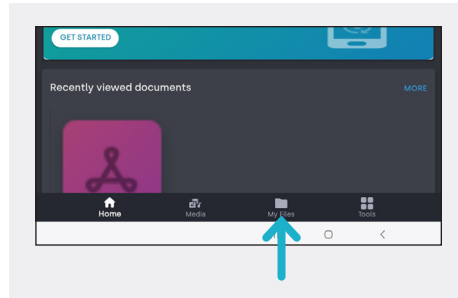 GET STARTED
Recently viewed documents MORE
Home Media My Files Tools